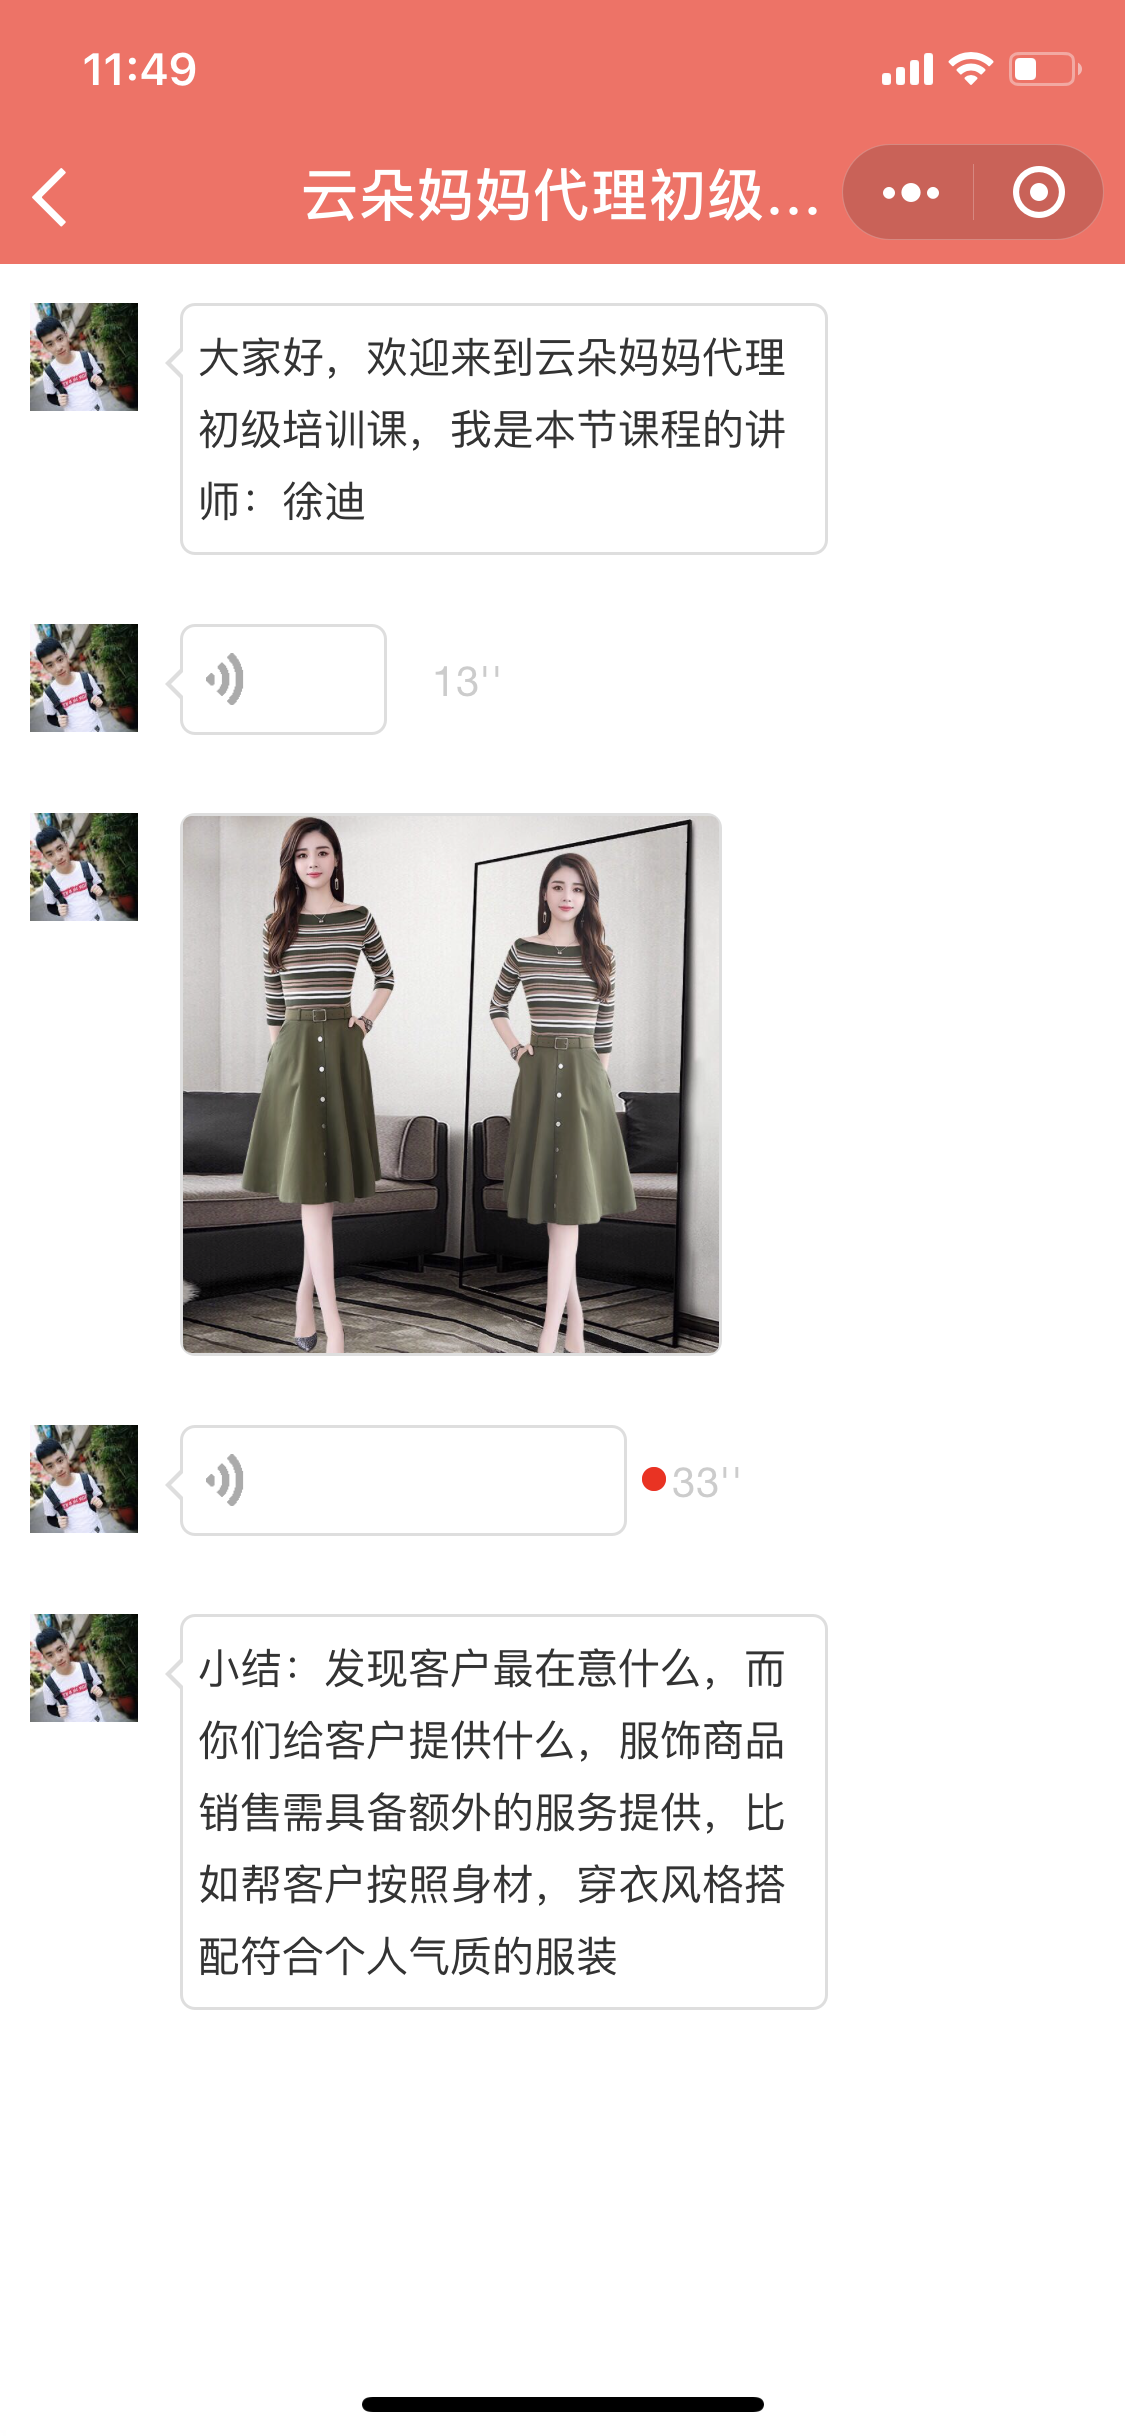 11:49
云朵妈妈代理初级...
大家好，欢迎来到云朵妈妈代理
初级培训课，我是本节课程的讲
师：徐迪
13''
33''
小结：发现客户最在意什么，而
你们给客户提供什么，服饰商品
销售需具备额外的服务提供，比
如帮客户按照身材，穿衣风格搭
配符合个人气质的服装